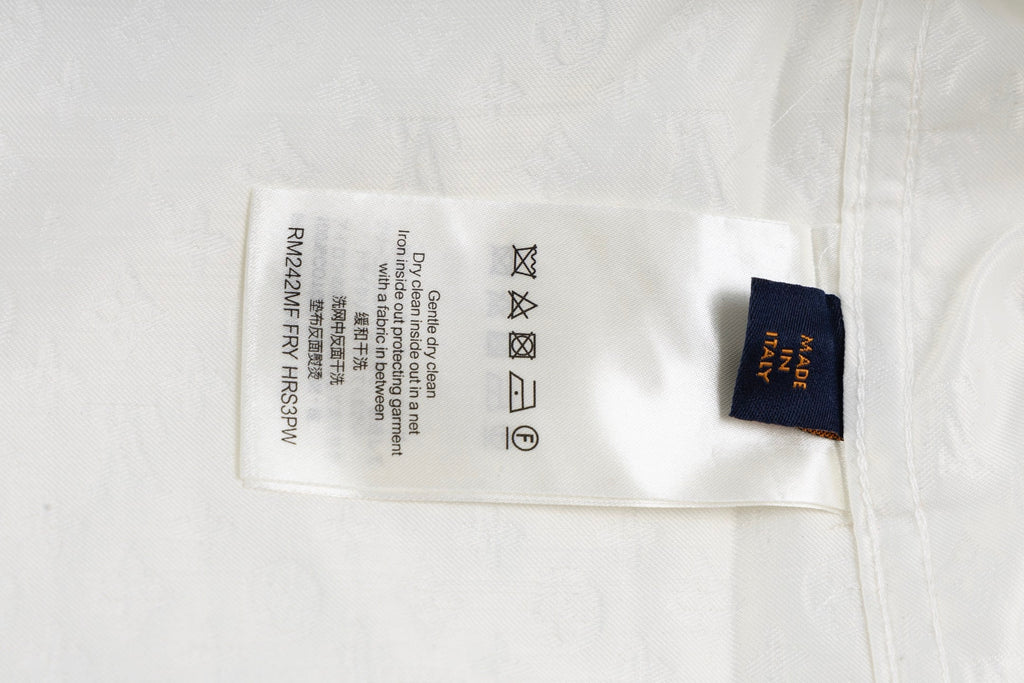 Gentle dry clean
Dry clean inside out in a net
Iron inside out protecting garment
with a fabric in between
缓和干洗
洗网中反面干洗
垫布反面熨烫
RM242MF FRY HRS3PW
F
MADE
IN
ITALY